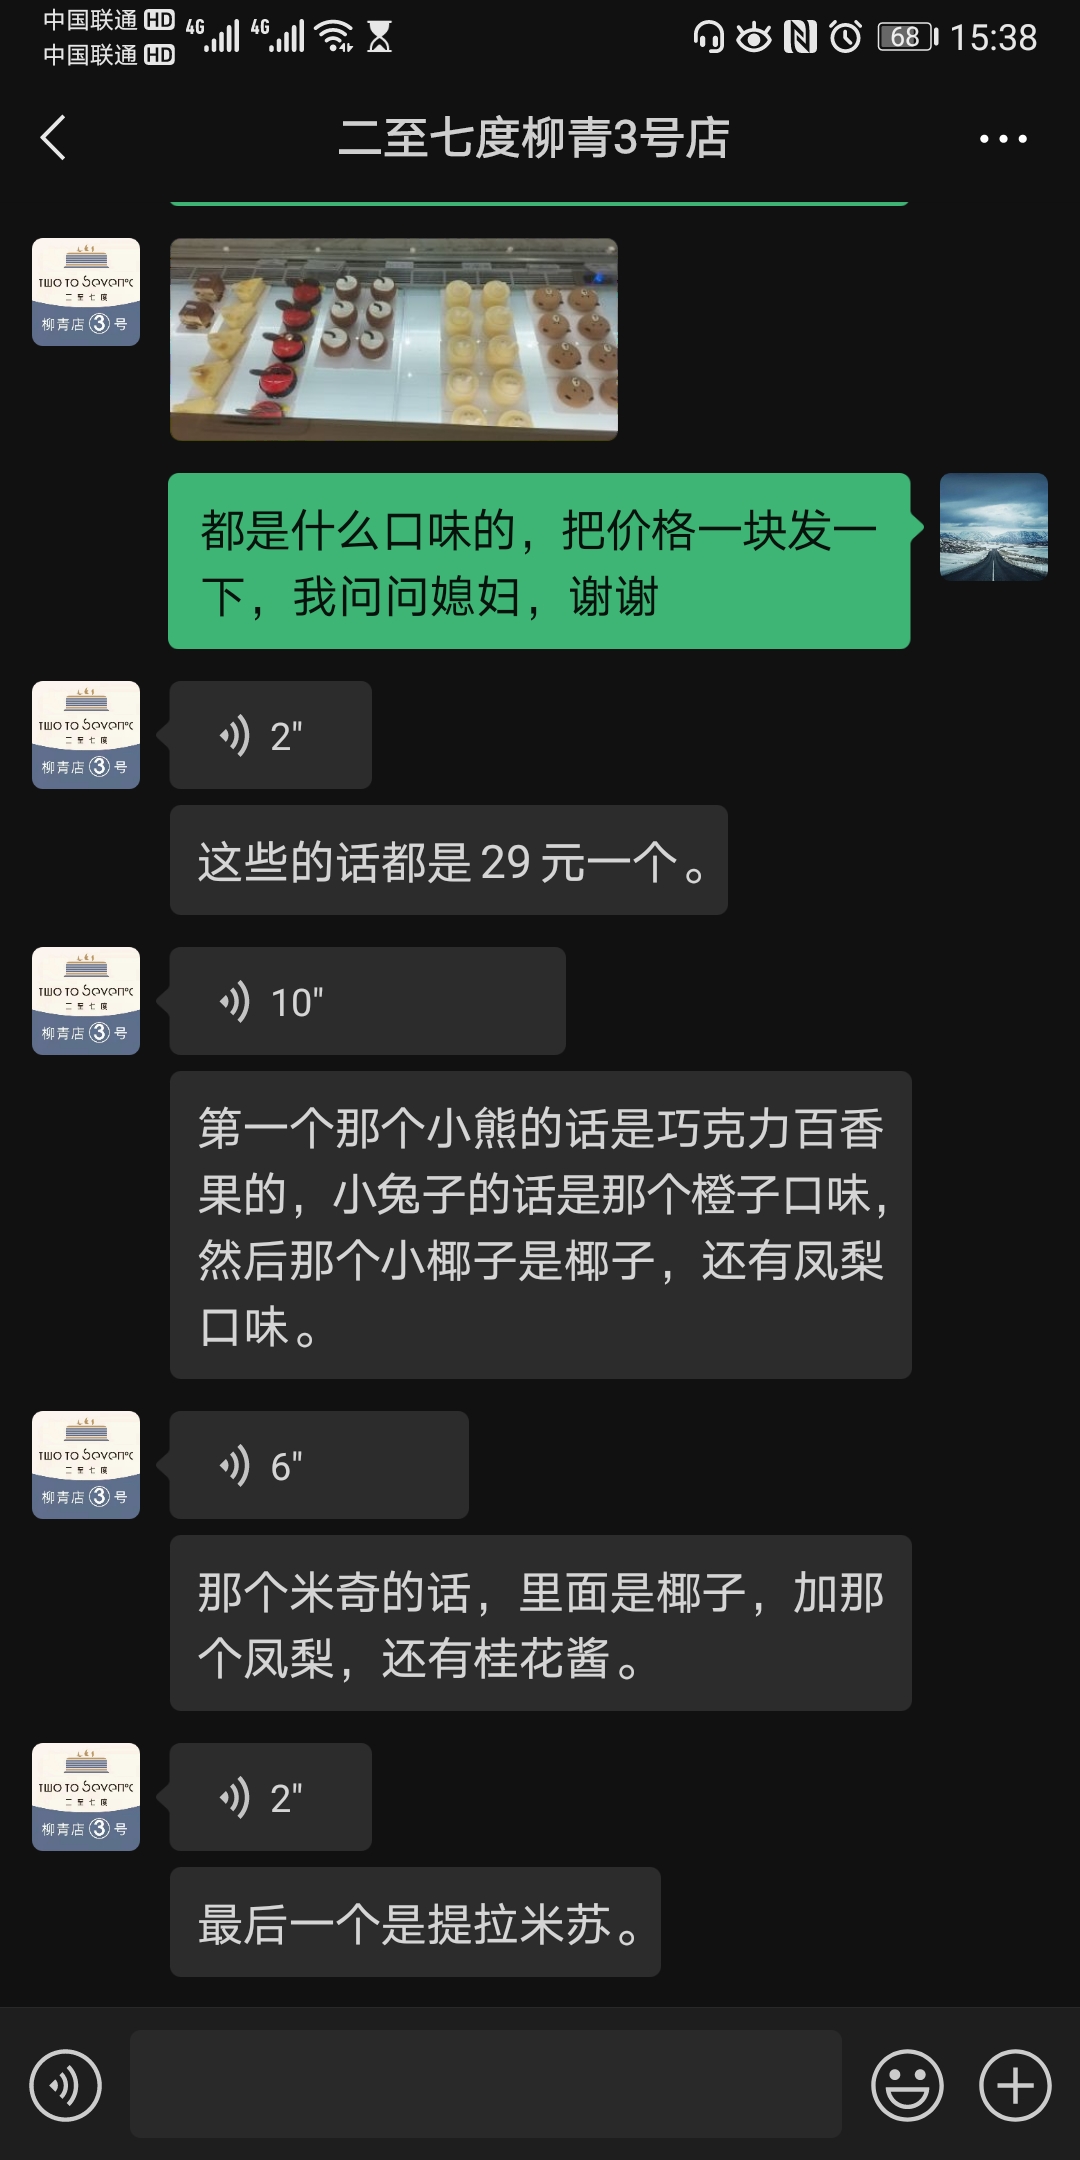 中国联通 HD 4G 4G 68 15:38
中国联通 HD
二至七度柳青3号店
TWO TO Seven℃
二至七度
柳青店③号
都是什么口味的，把价格一块发一
下，我问问媳妇，谢谢
TWO TO Seven℃
二至七度
柳青店③号
2"
这些的话都是 29 元一个。
TWO TO Seven℃
二至七度
柳青店③号
10"
第一个那个小熊的话是巧克力百香
果的，小兔子的话是那个橙子口味，
然后那个小椰子是椰子，还有凤梨
口味。
TWO TO Seven℃
二至七度
柳青店③号
6"
那个米奇的话，里面是椰子，加那
个凤梨，还有桂花酱。
TWO TO Seven℃
二至七度
柳青店③号
2"
最后一个是提拉米苏。